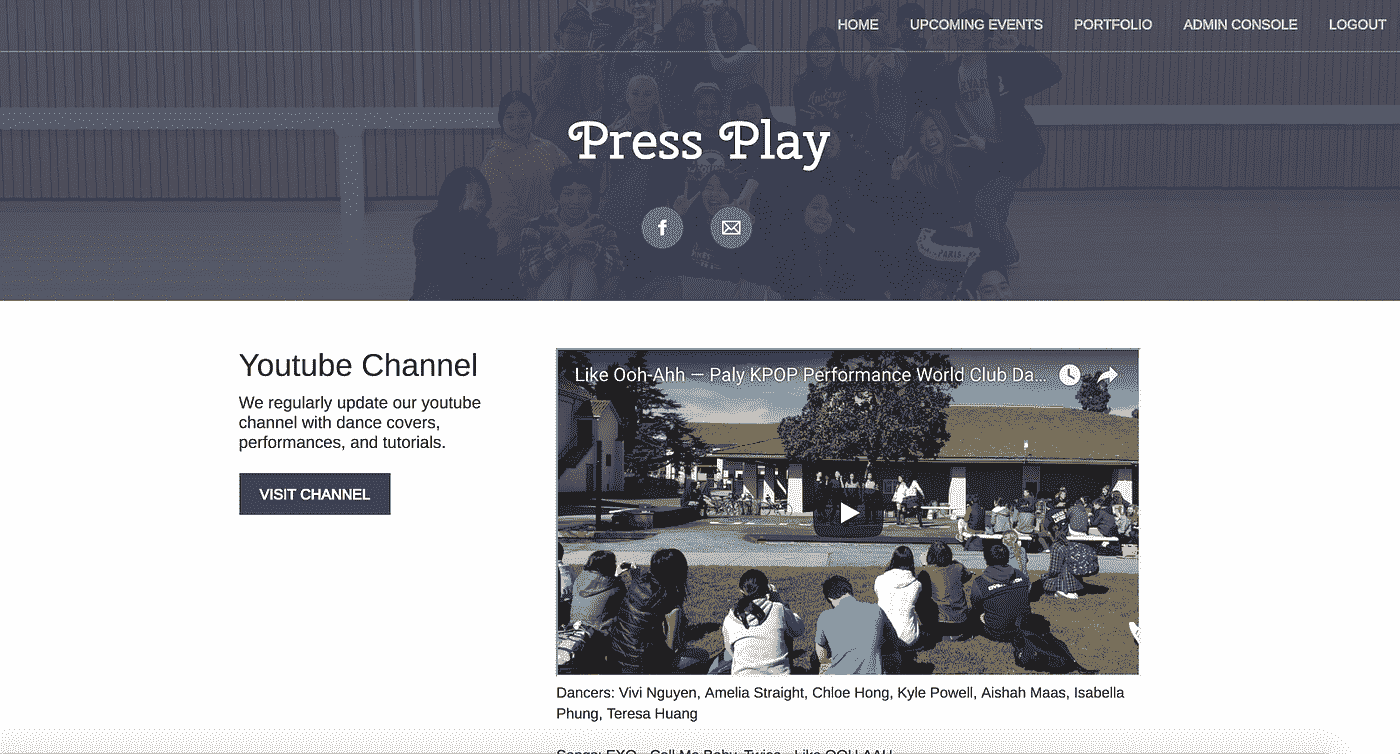 HOME UPCOMING EVENTS PORTFOLIO ADMIN CONSOLE LOGOUT
Press Play
f
Youtube Channel
We regularly update our youtube
channel with dance covers,
performances, and tutorials.
VISIT CHANNEL
Like Ooh-Ahh — Paly KPOP Performance World Club Da...
Dancers: Vivi Nguyen, Amelia Straight, Chloe Hong, Kyle Powell, Aishah Maas, Isabella
Phung, Teresa Huang